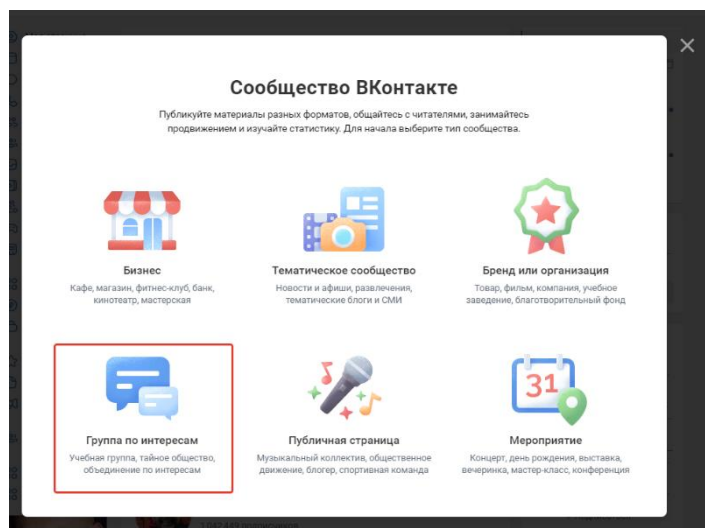 Сообщество ВКонтакте
Публикуйте материалы разных форматов, общайтесь с читателями, занимайтесь
продвижением и изучайте статистику. Для начала выберите тип сообщества.
Бизнес
Кафе, магазин, фитнес-клуб, банк,
кинотеатр, мастерская
Тематическое сообщество
Новости и афиши, развлечения,
тематические блоги и СМИ
Бренд или организация
Товар, фильм, компания, учебное
заведение, благотворительный фонд
31
Группа по интересам
Учебная группа, тайное общество,
объединение по интересам
Публичная страница
Музыкальный коллектив, общественное
движение, блогер, спортивная команда
Мероприятие
Концерт, день рождения, выставка,
вечеринка, мастер-класс, конференция